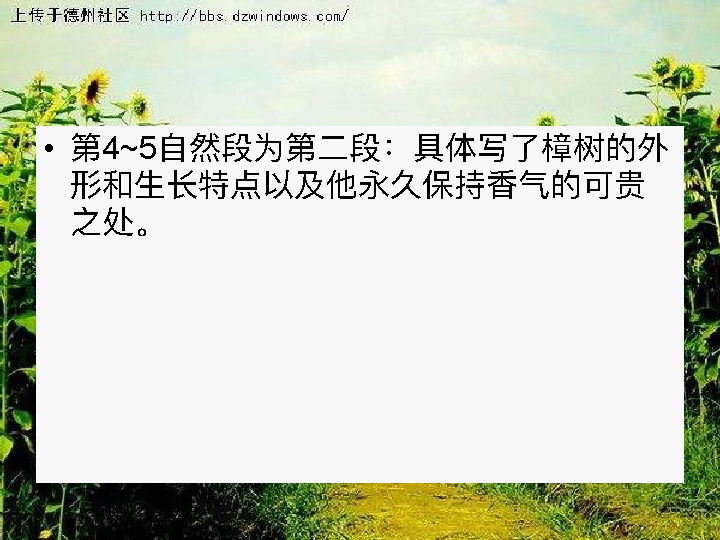 上传于德州社区 http://bbs.dzwindows.com/
• 第4~5自然段为第二段：具体写了樟树的外
形和生长特点以及他永久保持香气的可贵
之处。